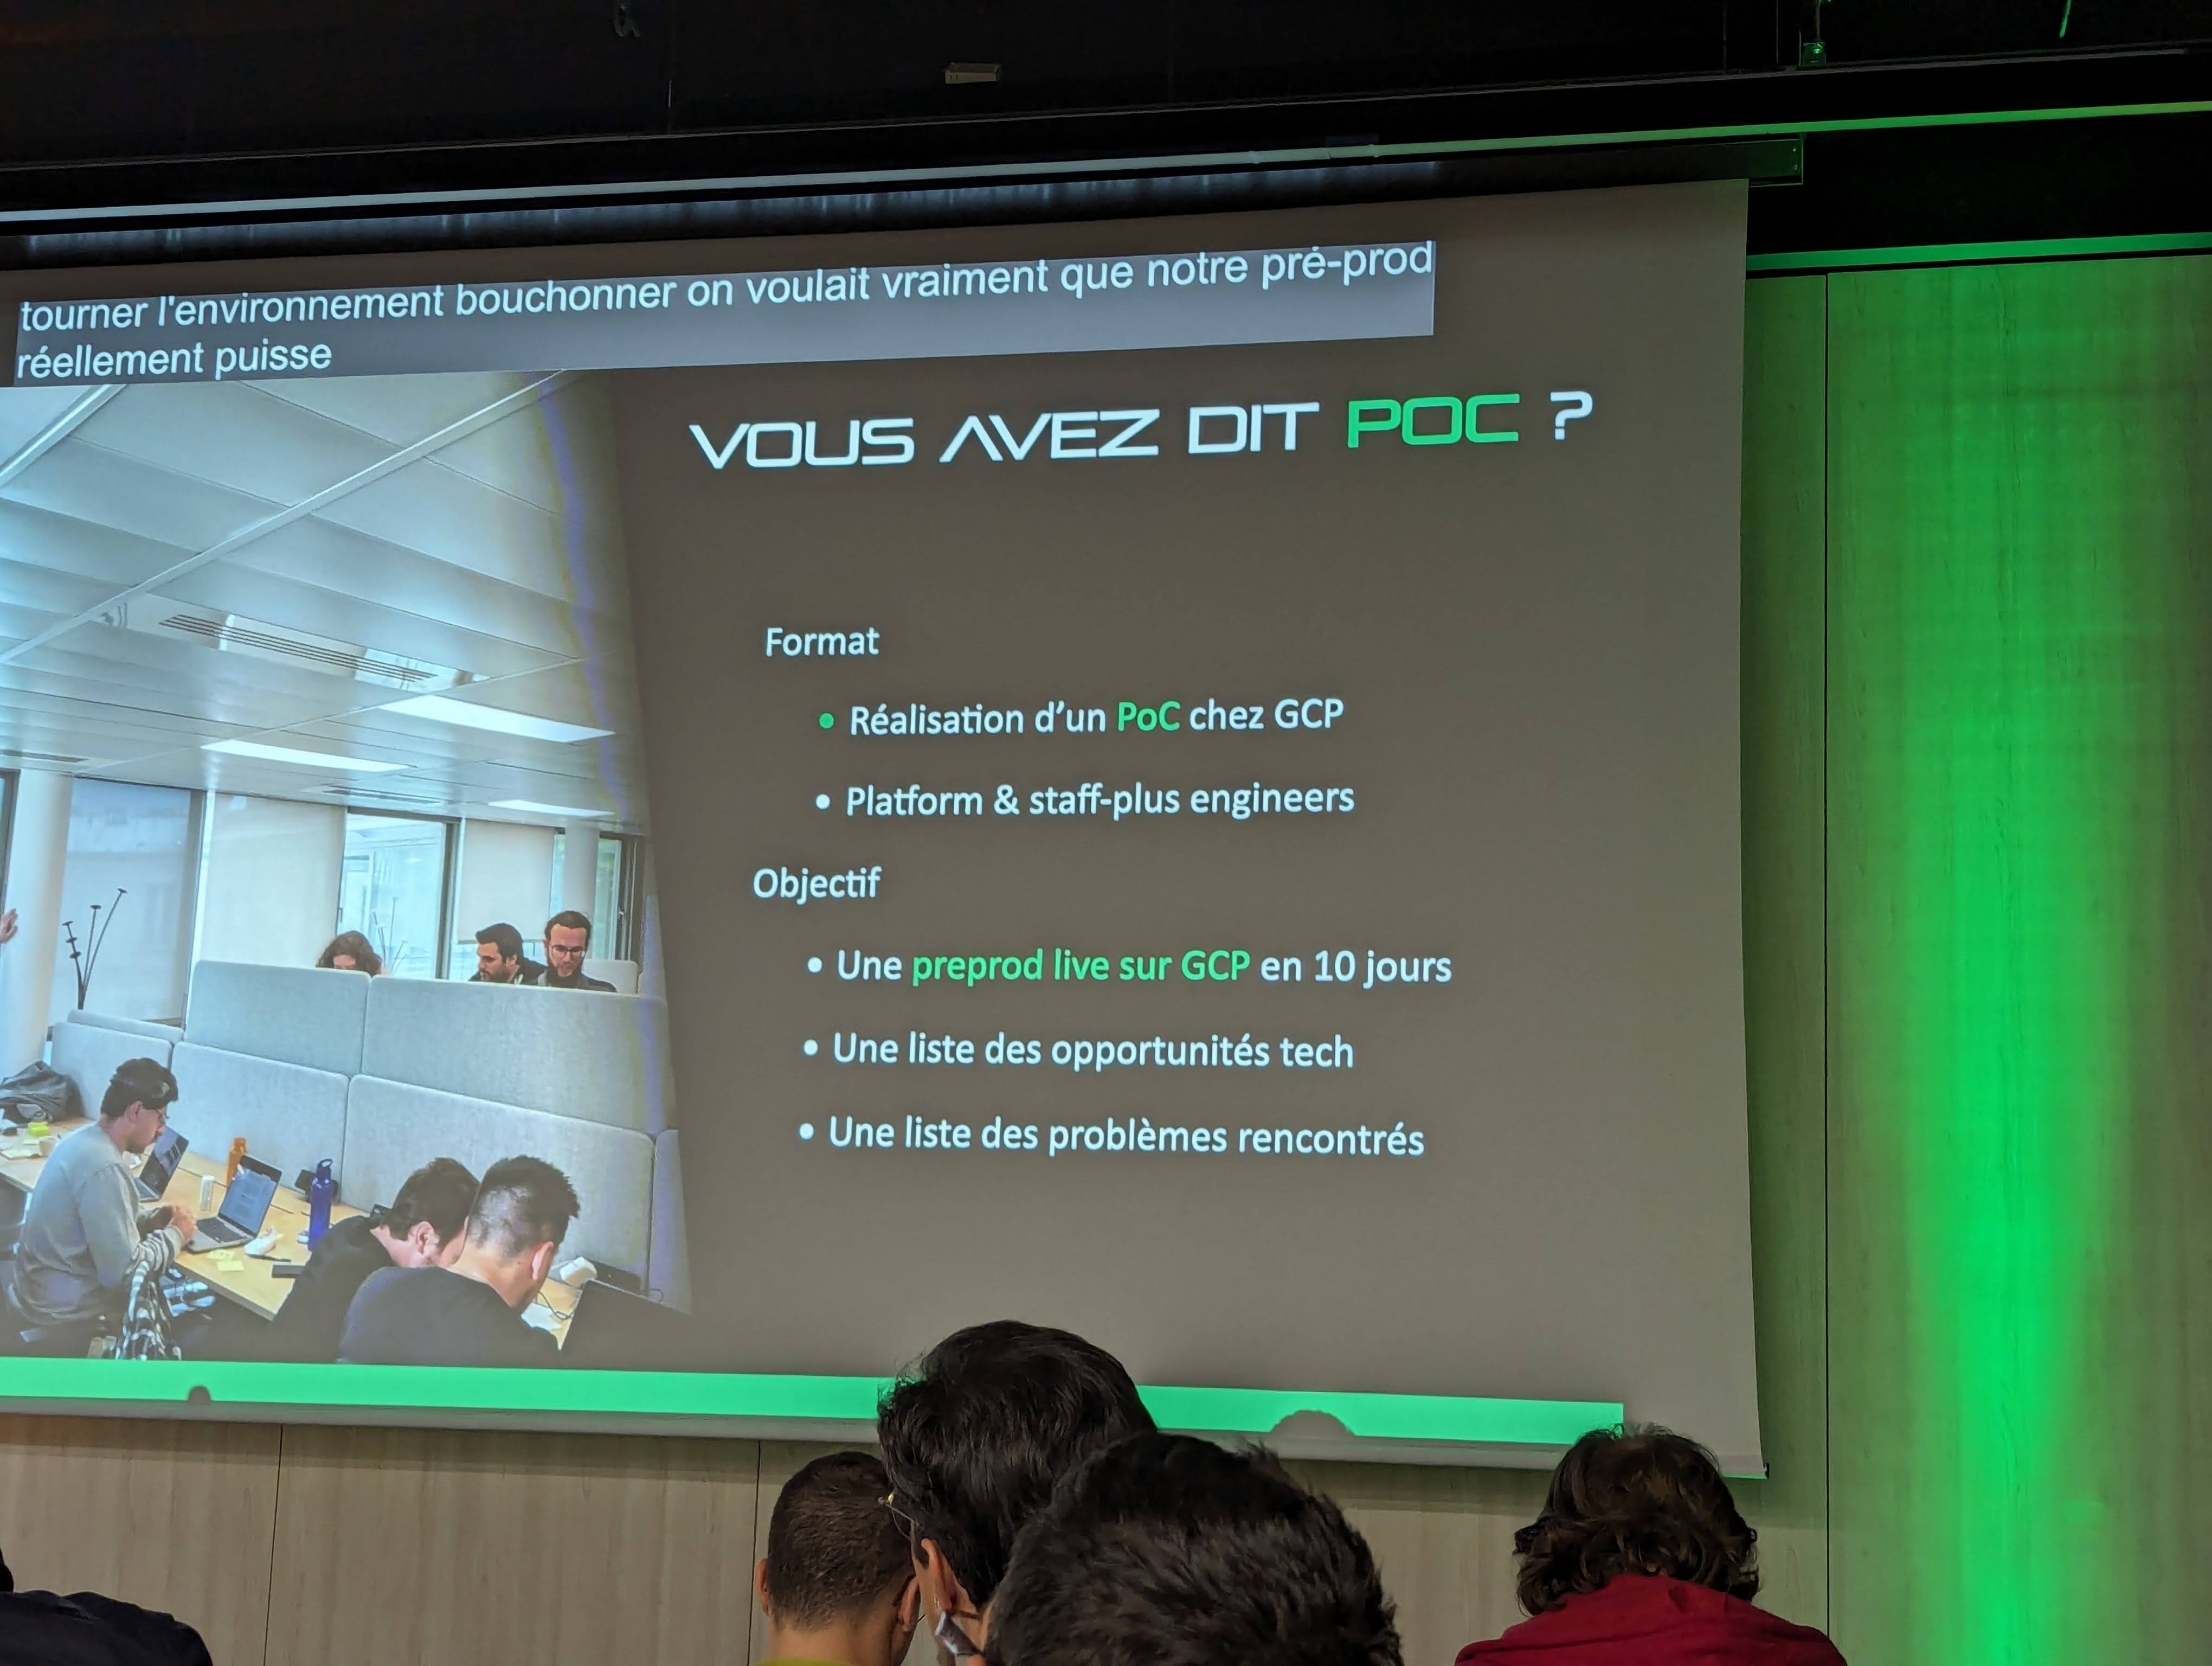 tourner l'environnement bouchonner on voulait vraiment que notre pré-prod
réellement puisse
VOUS AVEZ DIT POC ?
Format
• Réalisation d'un PoC chez GCP
• Platform & staff-plus engineers
Objectif
• Une preprod live sur GCP en 10 jours
• Une liste des opportunités tech
• Une liste des problèmes rencontrés